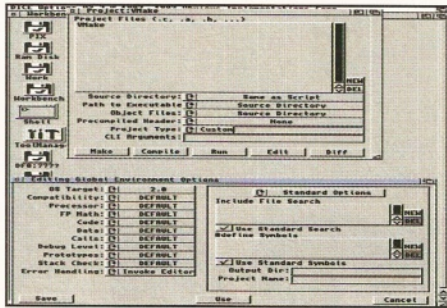 Project:VMake
Project Files (.c, .a, .h, ...)
VMake
PIX
Ram Disk
Work
Workbench
Shell
ToolManag
DF0:????
NEW
DEL
Source Directory: Same as Script
Path to Executable Source Directory
Object Files: Source Directory
Precompiled Header: None
Project Type: Custom
CLI Arguments:
Make Compile Run Edit Diff
Editing Global Environment Options
OS Target: 2.0
Compatibility: DEFAULT
Processor: DEFAULT
FP Math: DEFAULT
Code: DEFAULT
Data: DEFAULT
Calls: DEFAULT
Debug Level: DEFAULT
Prototypes: DEFAULT
Stack Check: DEFAULT
Error Handling: Invoke Editor
Standard Options
Include File Search
NEW
DEL
Use Standard Search
#define Symbols
NEW
DEL
Use Standard Symbols
Output Dir:
Project Name:
Save Use Cancel